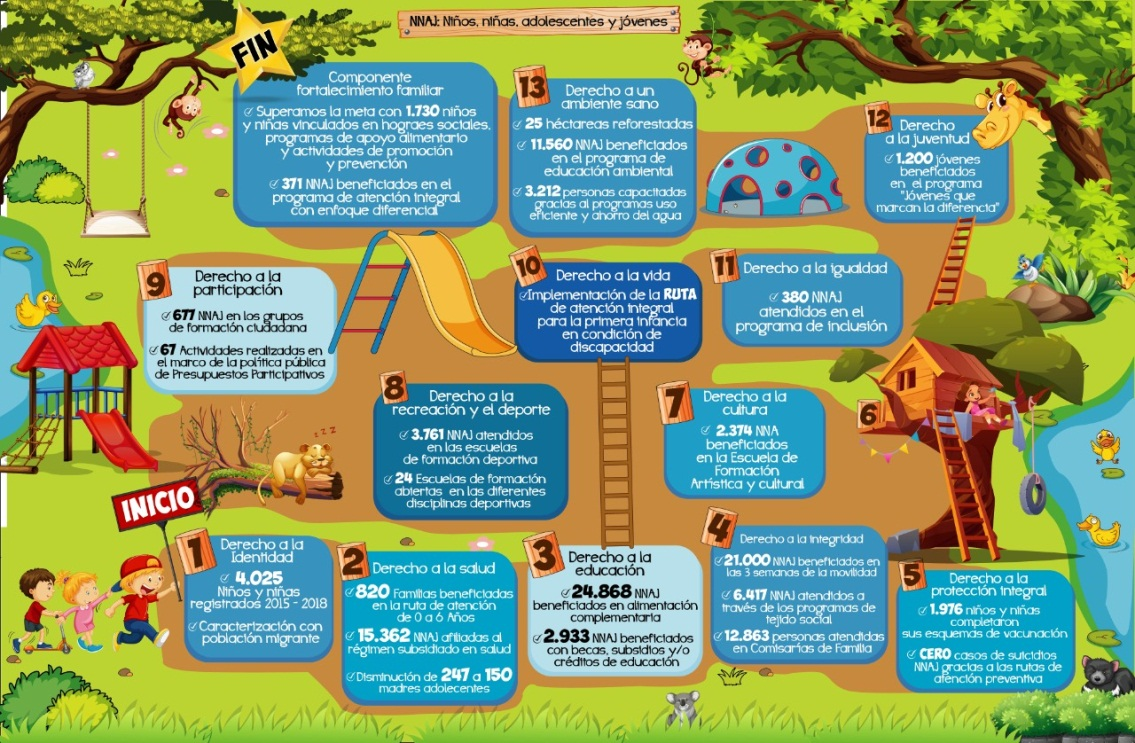 NNAJ: Niños, niñas, adolescentes y jóvenes
INICIO
1
Derecho a la
Identidad
4.025
Niños y niñas
registrados 2015 - 2018
Caracterización con
población migrante
2
Derecho a la salud
820 Familias beneficiadas
en la ruta de atención
de 0 a 6 Años
15.362 NNAJ afiliadas al
régimen subsidiado en salud
Disminución de 247 a 150
madres adolecentes
3
Derecho a la
educación
24.868 NNAJ
beneficiados en alimentación
complementaria
2.933 NNAJ beneficiados
con becas, subsidios y/o
créditos de educación
4
Derecho a la integridad
21.000 NNAJ beneficiados en
las 3 semanas de la movilidad
6.417 NNAJ atendidos a
través de los programas de
tejido social
12.863 personas atendidas
en Comisarías de Familia
5
Derecho a la
protección integral
1.976 niños y niñas
completaron
sus esquemas de vacunación
CERO casos de suicidios
NNAJ gracias a las rutas de
atención preventiva
6
7
Derecho a la
cultura
2.374 NNA
beneficiados
en la Escuela de
Formación
Artística y cultural
8
Derecho a la
recreación y el deporte
3.761 NNAJ atendidos
en las escuelas
de formación deportiva
24 Escuelas de formación
abiertas en las diferentes
disciplinas deportivas
zzz
9
Derecho a la
participación
677 NNAJ en los grupos
de formación ciudadana
67 Actividades realizadas en
el marco de la política pública
de Presupuestos Participativos
10
Derecho a la vida
Implementación de la RUTA
de atención integral
para la primera infancia
en condición de
discapacidad
11
Derecho a la igualdad
380 NNAJ
atendidos en el
programa de inclusión
12
Derecho
a la juventud
1.200 jóvenes
beneficiados
en el programa
"Jóvenes que
marcan la diferencia"
13
Derecho a un
ambiente sano
25 héctareas reforestadas
11.560 NNAJ beneficiados
en el programa de
educación ambiental
3.212 personas capacitadas
gracias al programas uso
eficiente y ahorro del agua
FIN
Componente
fortalecimiento familiar
Superamos la meta con 1.730 niños
y niñas vinculados en hograes sociales,
programas de apoyo alimentario
y actividades de promoción
y prevención
371 NNAJ beneficiados en el
programa de atención integral
con enfoque diferencial